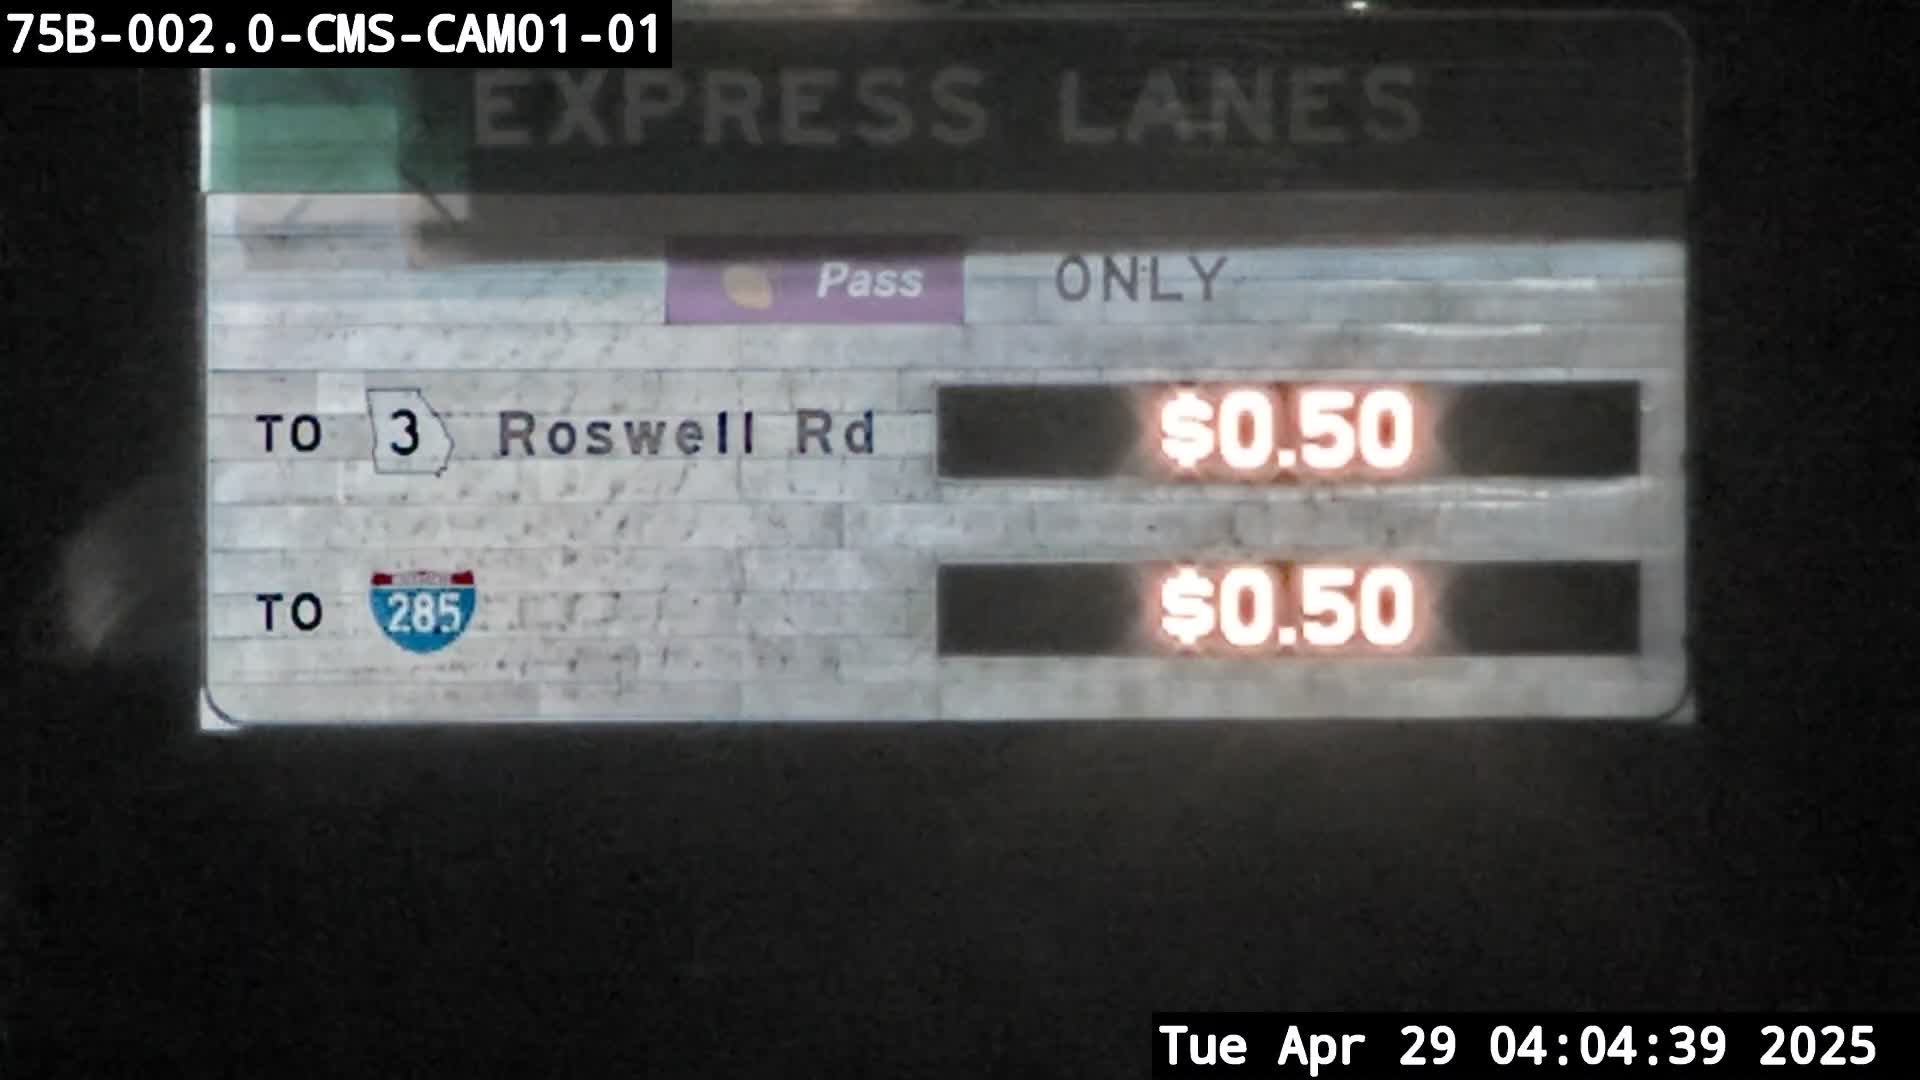 75B-002.0-CMS-CAM01-01
EXPRESS LANES
Pass ONLY
TO 3 Roswell Rd $0.50
TO 285 $0.50
Tue Apr 29 04:04:39 2025